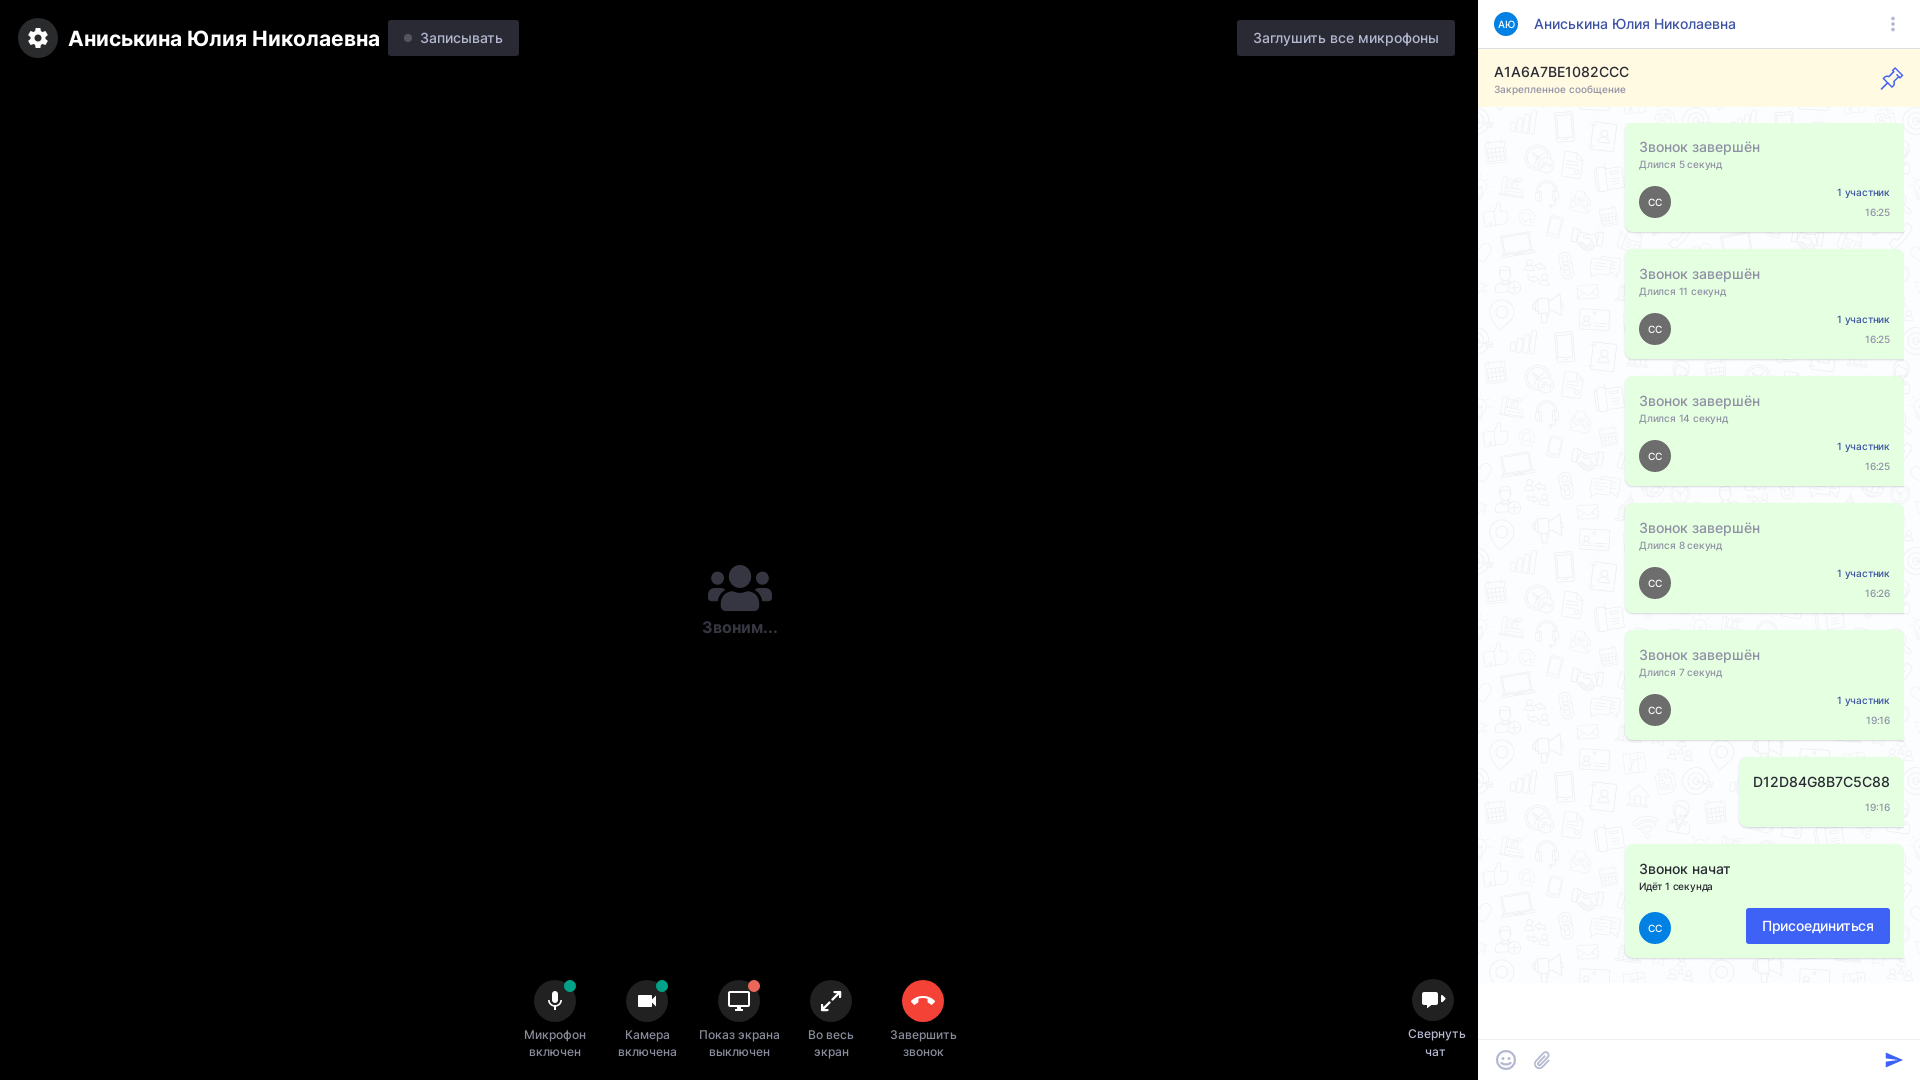 Аниськина Юлия Николаевна
Записывать
Заглушить все микрофоны
Звоним...
Микрофон
включен
Камера
включена
Показ экрана
выключен
Во весь
экран
Завершить
звонок
Свернуть
чат
АЮ
Аниськина Юлия Николаевна
A1A6A7BE1082CCC
Закрепленное сообщение
Звонок завершён
Длился 5 секунд
СС
1 участник
16:25
Звонок завершён
Длился 11 секунд
СС
1 участник
16:25
Звонок завершён
Длился 14 секунд
СС
1 участник
16:25
Звонок завершён
Длился 8 секунд
СС
1 участник
16:26
Звонок завершён
Длился 7 секунд
СС
1 участник
19:16
D12D84G8B7C5C88
19:16
Звонок начат
Идёт 1 секунда
СС
Присоединиться